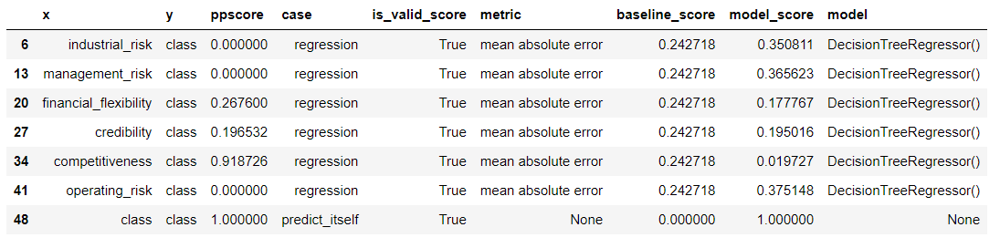 x y ppscore case is_valid_score metric baseline_score model_score model
6 industrial_risk class 0.000000 regression True mean absolute error 0.242718 0.350811 DecisionTreeRegressor()
13 management_risk class 0.000000 regression True mean absolute error 0.242718 0.365623 DecisionTreeRegressor()
20 financial_flexibility class 0.267600 regression True mean absolute error 0.242718 0.177767 DecisionTreeRegressor()
27 credibility class 0.196532 regression True mean absolute error 0.242718 0.195016 DecisionTreeRegressor()
34 competitiveness class 0.918726 regression True mean absolute error 0.242718 0.019727 DecisionTreeRegressor()
41 operating_risk class 0.000000 regression True mean absolute error 0.242718 0.375148 DecisionTreeRegressor()
48 class class 1.000000 predict_itself True None 0.000000 1.000000 None